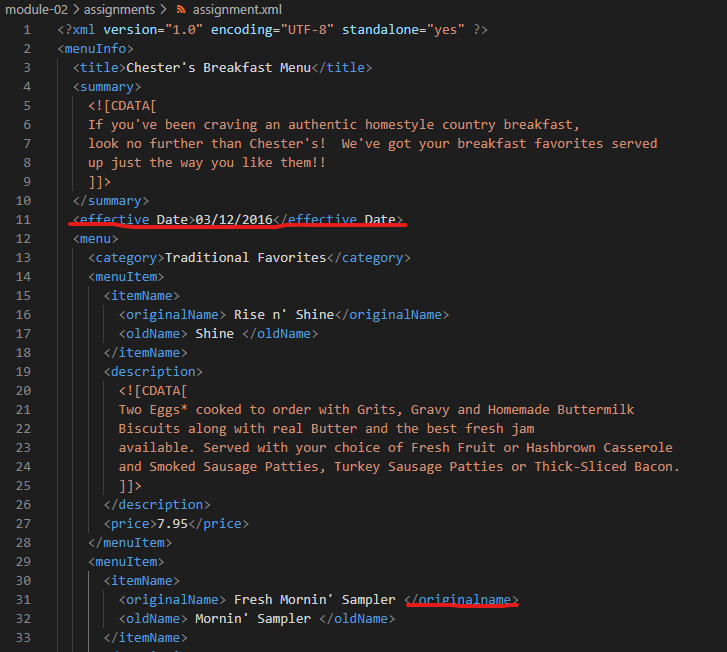 module-02 > assignments > assignment.xml
1 <?xml version="1.0" encoding="UTF-8" standalone="yes" ?>
2 <menuInfo>
3 <title>Chester's Breakfast Menu</title>
4 <summary>
5 <![CDATA[
6 If you've been craving an authentic homestyle country breakfast,
7 look no further than Chester's!  We've got your breakfast favorites served
8 up just the way you like them!!
9 ]]>
10 </summary>
11 <effective Date>03/12/2016</effective Date>
12 <menu>
13 <category>Traditional Favorites</category>
14 <menuItem>
15 <itemName>
16 <originalName> Rise n' Shine</originalName>
17 <oldName> Shine </oldName>
18 </itemName>
19 <description>
20 <![CDATA[
21 Two Eggs* cooked to order with Grits, Gravy and Homemade Buttermilk
22 Biscuits along with real Butter and the best fresh jam
23 available. Served with your choice of Fresh Fruit or Hashbrown Casserole
24 and Smoked Sausage Patties, Turkey Sausage Patties or Thick-Sliced Bacon.
25 ]]>
26 </description>
27 <price>7.95</price>
28 </menuItem>
29 <menuItem>
30 <itemName>
31 <originalName> Fresh Mornin' Sampler </originalname>
32 <oldName> Mornin' Sampler </oldName>
33 </itemName>